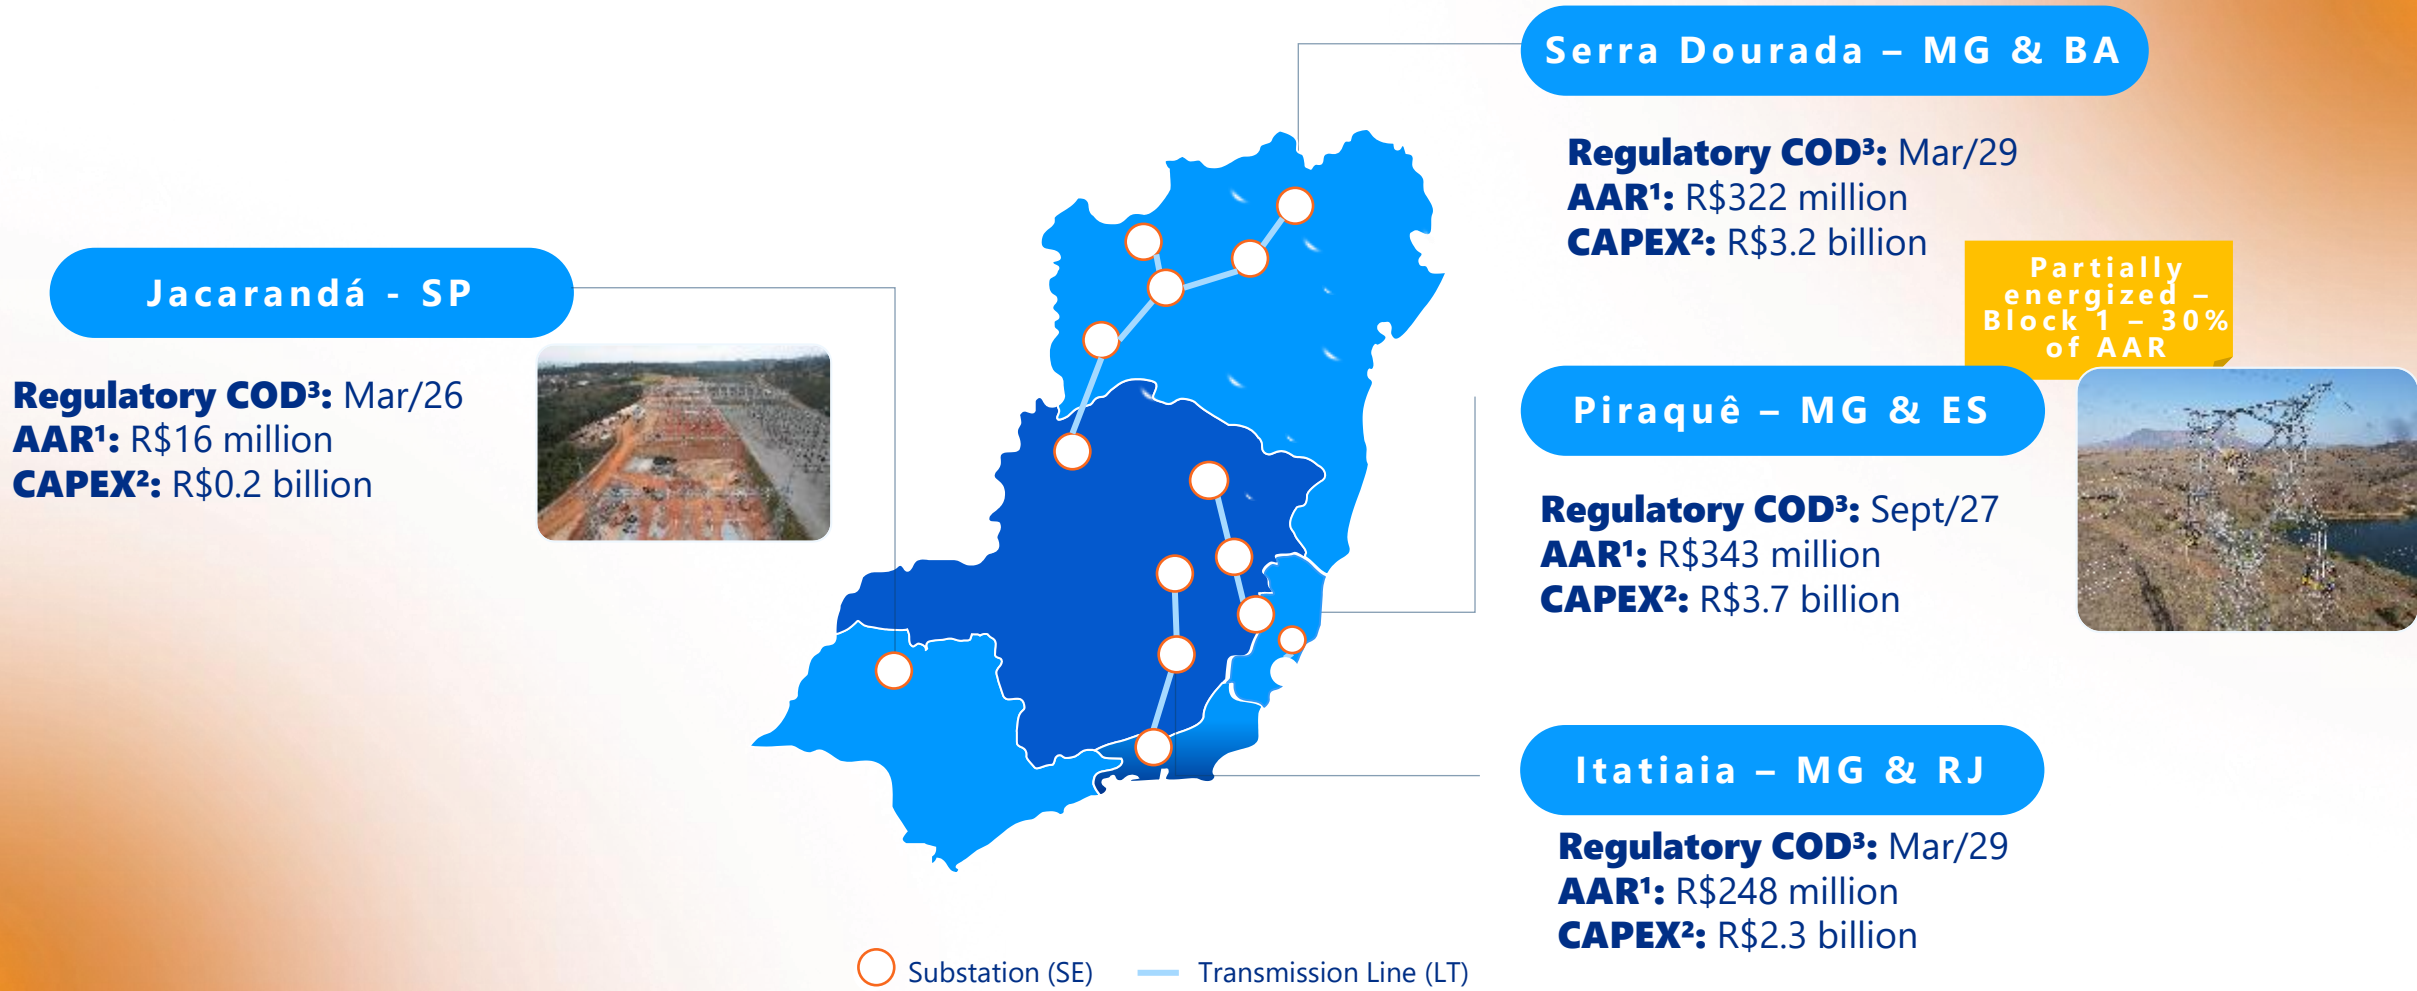 Serra Dourada – MG & BA
Regulatory COD³: Mar/29
AAR¹: R$322 million
CAPEX²: R$3.2 billion
Partially
energized –
Block 1 – 30%
of AAR
Jacarandá - SP
Regulatory COD³: Mar/26
AAR¹: R$16 million
CAPEX²: R$0.2 billion
Piraquê – MG & ES
Regulatory COD³: Sept/27
AAR¹: R$343 million
CAPEX²: R$3.7 billion
Itatiaia – MG & RJ
Regulatory COD³: Mar/29
AAR¹: R$248 million
CAPEX²: R$2.3 billion
Substation (SE)
Transmission Line (LT)